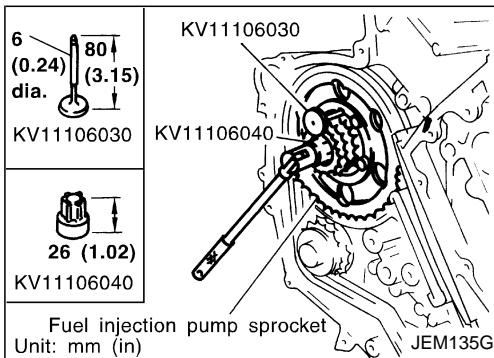 6
(0.24)
dia.
80
(3.15)
KV11106030
26 (1.02)
KV11106040
KV11106030
KV11106040
Fuel injection pump sprocket
Unit: mm (in)
JEM135G